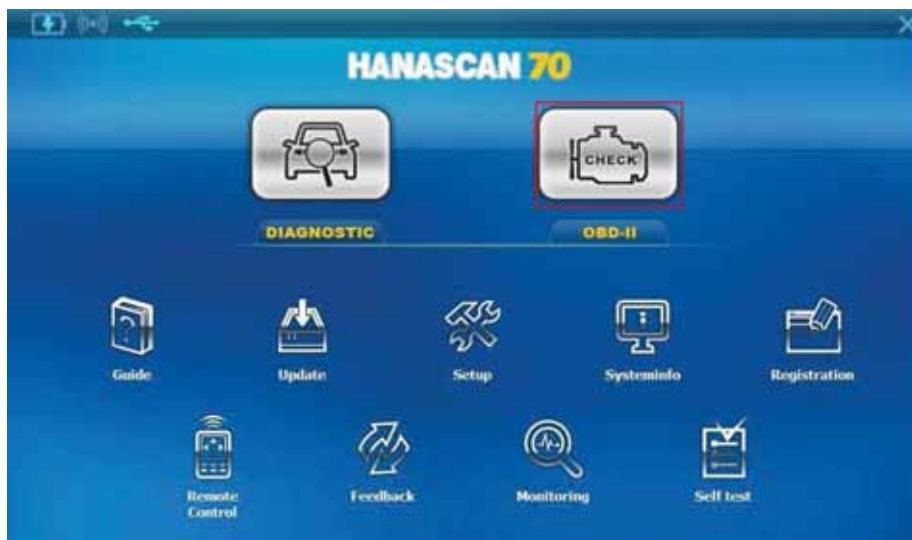 HANASCAN 70
CHECK
DIAGNOSTIC
OBD-II
Guide
Update
Setup
Systeminfo
Registration
Remote
Control
Feedback
Monitoring
Self test